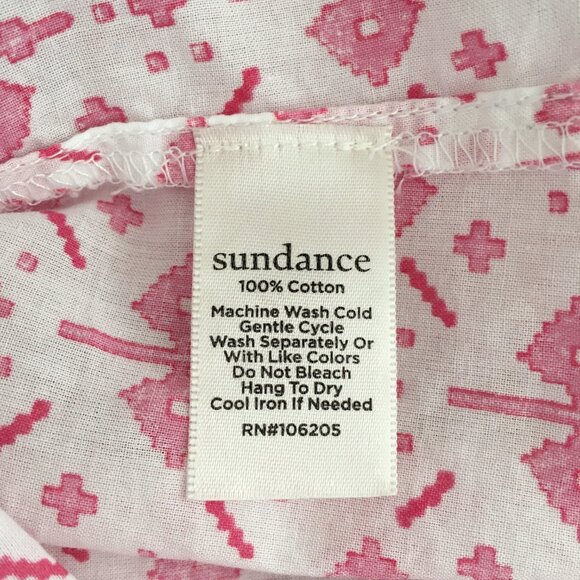 sundance
100% Cotton
Machine Wash Cold
Gentle Cycle
Wash Separately Or
With Like Colors
Do Not Bleach
Hang To Dry
Cool Iron If Needed
RN#106205